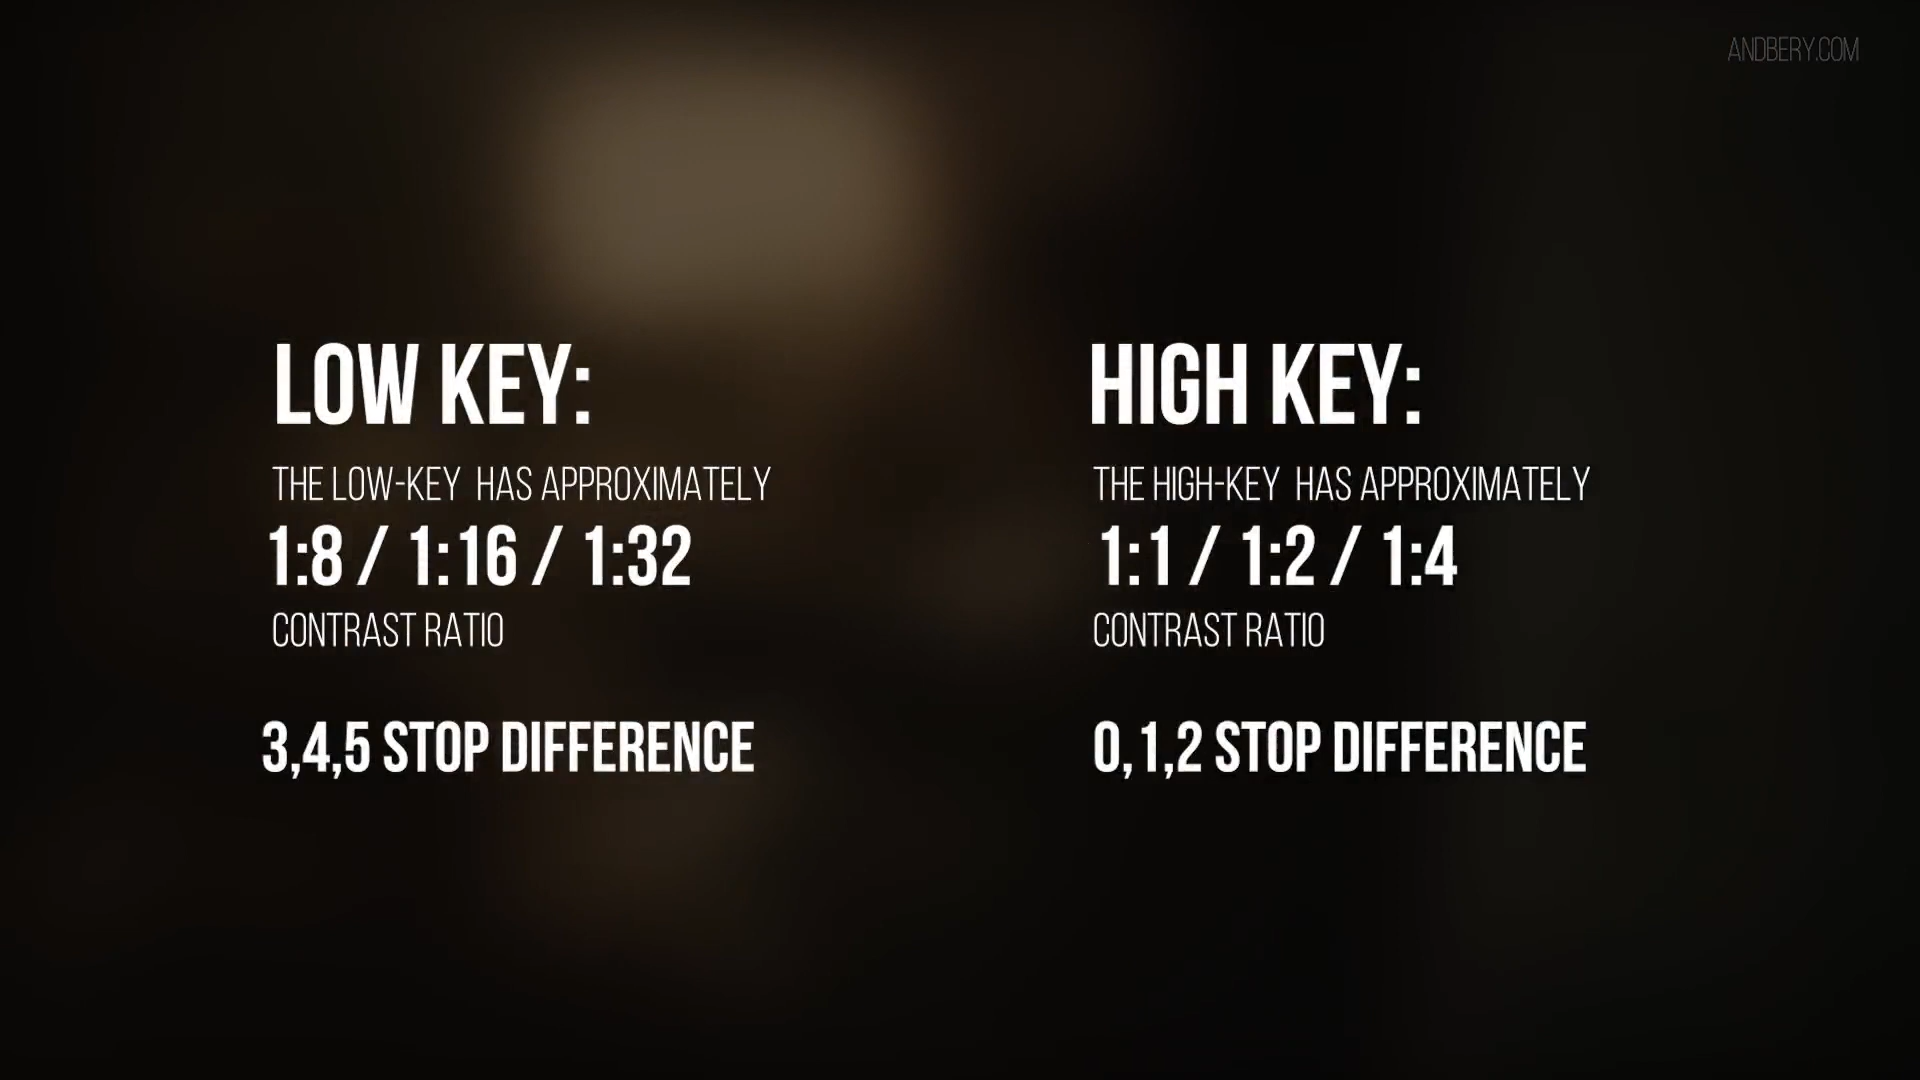 ANDBERY.COM
LOW KEY:
THE LOW-KEY HAS APPROXIMATELY
1:8 / 1:16 / 1:32
CONTRAST RATIO
3,4,5 STOP DIFFERENCE
HIGH KEY:
THE HIGH-KEY HAS APPROXIMATELY
1:1 / 1:2 / 1:4
CONTRAST RATIO
0,1,2 STOP DIFFERENCE